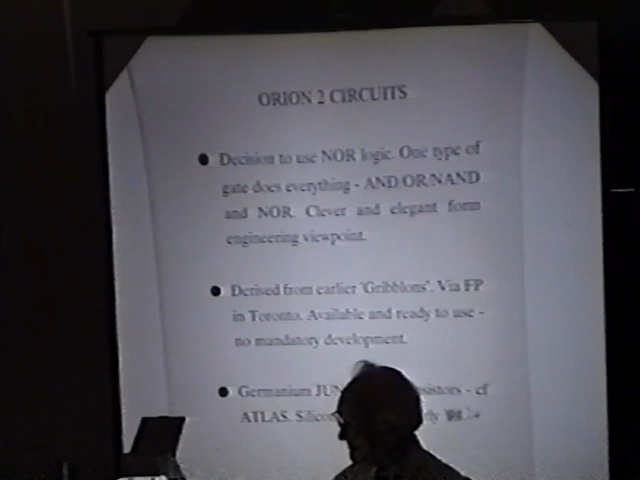 ORION 2 CIRCUITS
Decision to use NOR logic. One type of
gate does everything - AND/OR/NAND
and NOR. Clever and elegant form
engineering viewpoint.
Derived from earlier 'Gribblons'. Via FP
in Toronto. Available and ready to use -
no mandatory development.
Germanium - cf
ATLAS.